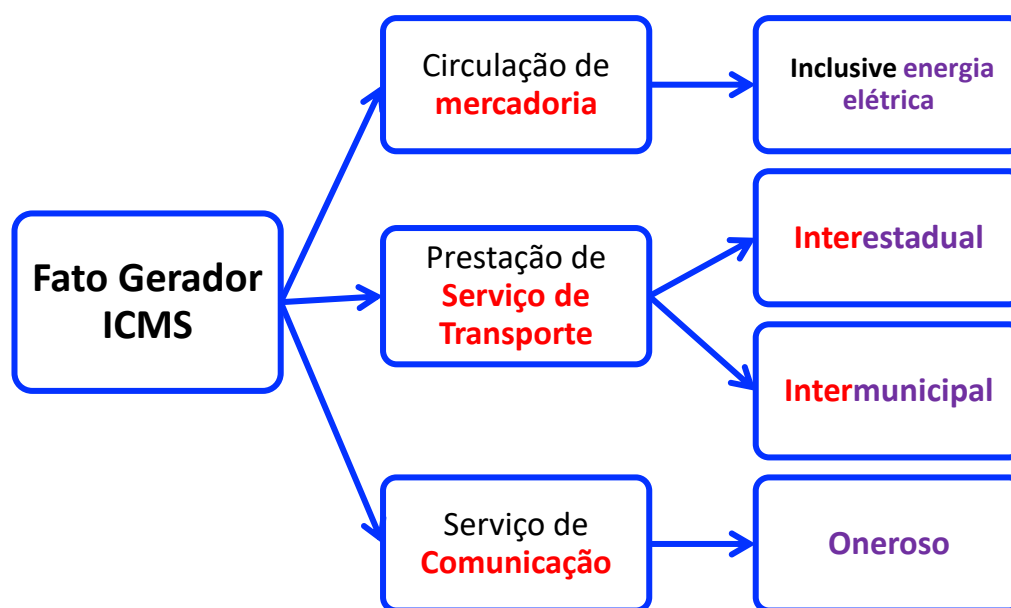 Fato Gerador
ICMS
Circulação de
mercadoria
Inclusive energia
elétrica
Prestação de
Serviço de
Transporte
Interestadual
Intermunicipal
Serviço de
Comunicação
Oneroso